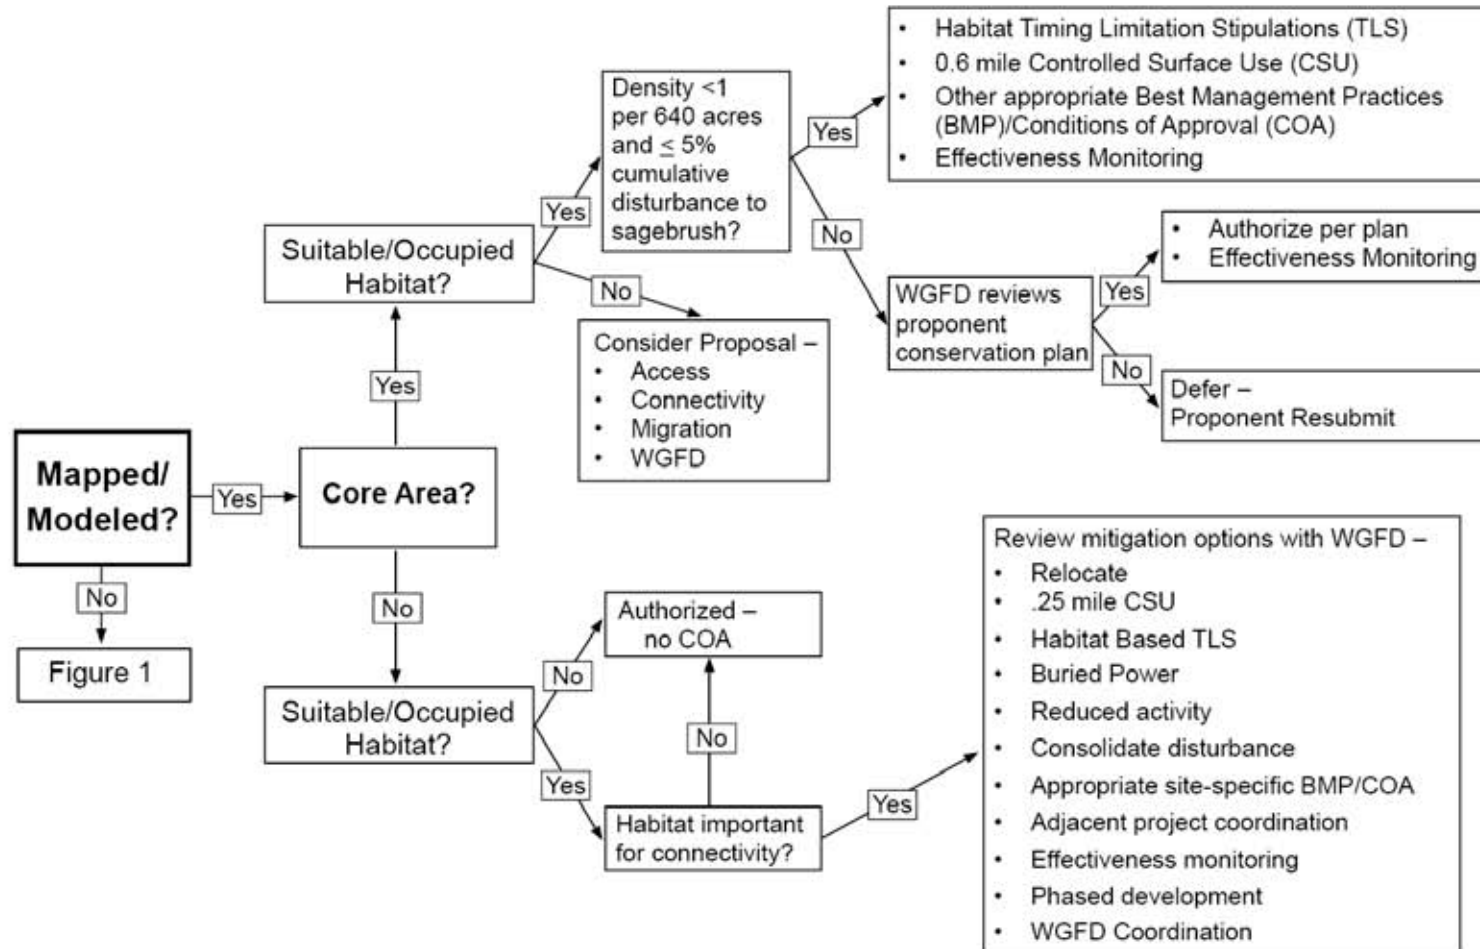 Mapped/
Modeled?
Yes
No
Figure 1
Core Area?
Yes
No
Suitable/Occupied
Habitat?
Yes
No
Density <1
per 640 acres
and ≤ 5%
cumulative
disturbance to
sagebrush?
Yes
No
• Habitat Timing Limitation Stipulations (TLS)
• 0.6 mile Controlled Surface Use (CSU)
• Other appropriate Best Management Practices
(BMP)/Conditions of Approval (COA)
• Effectiveness Monitoring
WGFD reviews
proponent
conservation plan
Yes
No
• Authorize per plan
• Effectiveness Monitoring
Defer –
Proponent Resubmit
Consider Proposal –
• Access
• Connectivity
• Migration
• WGFD
Suitable/Occupied
Habitat?
No
Yes
Authorized –
no COA
No
Habitat important
for connectivity?
Yes
Review mitigation options with WGFD –
• Relocate
• .25 mile CSU
• Habitat Based TLS
• Buried Power
• Reduced activity
• Consolidate disturbance
• Appropriate site-specific BMP/COA
• Adjacent project coordination
• Effectiveness monitoring
• Phased development
• WGFD Coordination